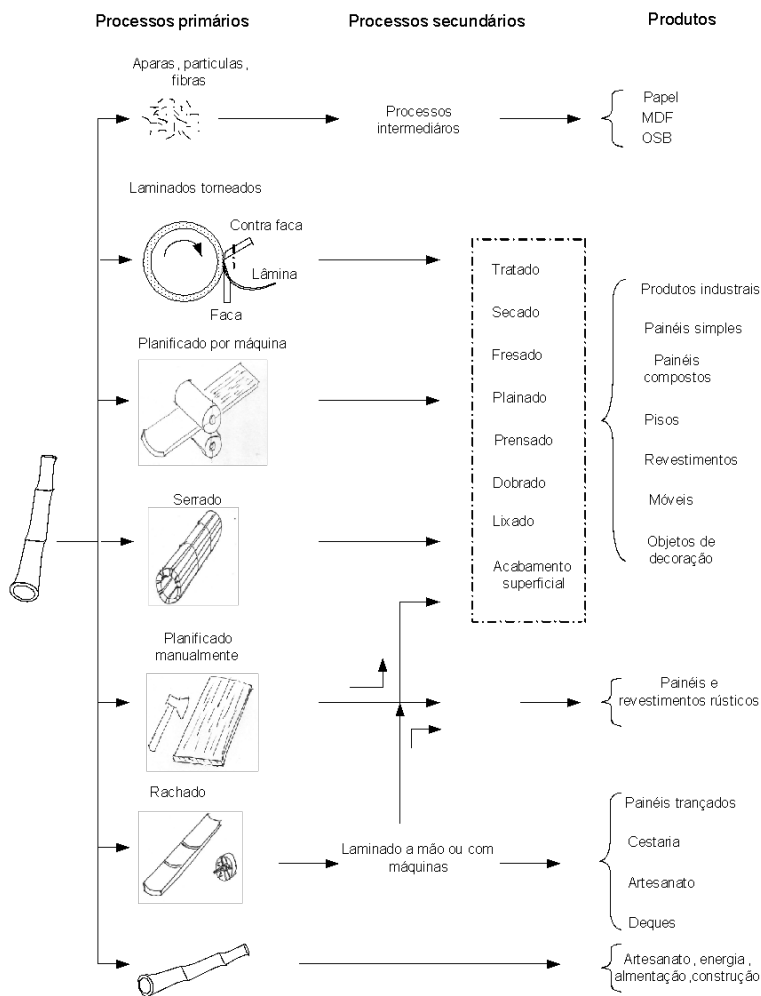 Processos primários
Processos secundários
Produtos
Aparas, particulas,
fibras
Processos
intermediáros
Papel
MDF
OSB
Laminados torneados
Contra faca
Lâmina
Faca
Planificado por máquina
Serrado
Planificado
manualmente
Rachado
Tratado
Secado
Fresado
Plainado
Prensado
Dobrado
Lixado
Acabamento
superficial
Produtos industrais
Painéis simples
Painéis
compostos
Pisos
Revestimentos
Móveis
Objetos de
decoração
Painéis e
revestimentos rústicos
Laminado a mão ou com
máquinas
Painéis trançados
Cestaria
Artesanato
Deques
Artesanato, energia,
almentação,construção